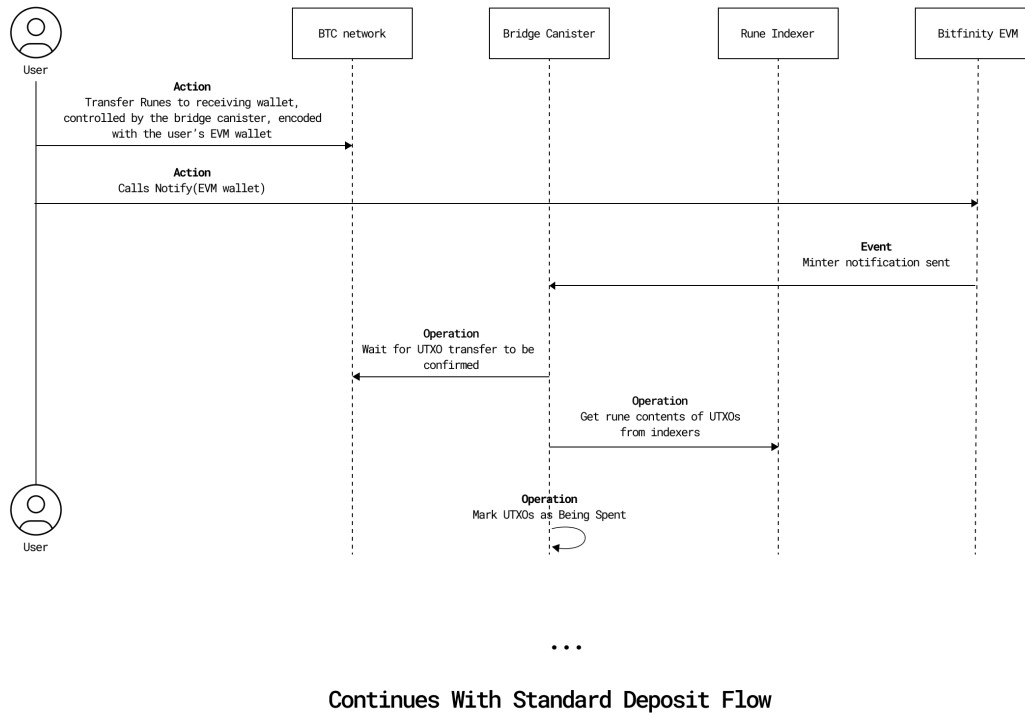 BTC network
Bridge Canister
Rune Indexer
Bitfinity EVM
User
Action
Transfer Runes to receiving wallet,
controlled by the bridge canister, encoded
with the user's EVM wallet
Action
Calls Notify(EVM wallet)
Event
Minter notification sent
Operation
Wait for UTXO transfer to be
confirmed
Operation
Get rune contents of UTXOs
from indexers
Operation
Mark UTXOs as Being Spent
User
...
Continues With Standard Deposit Flow